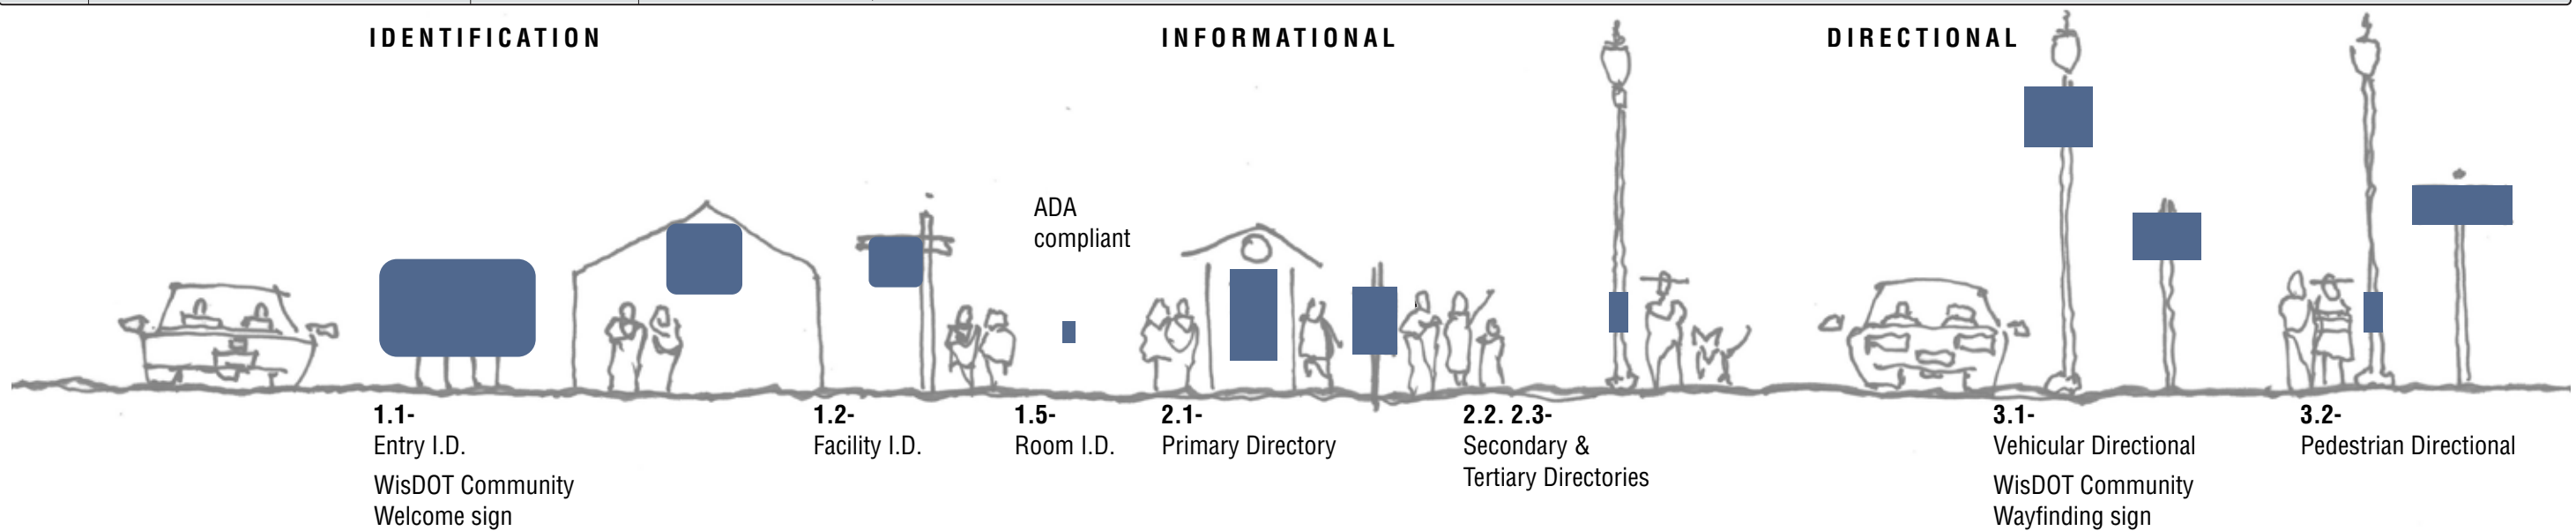 IDENTIFICATION
INFORMATIONAL
DIRECTIONAL
ADA
compliant
1.1-
Entry I.D.
WisDOT Community
Welcome sign
1.2-
Facility I.D.
1.5-
Room I.D.
2.1-
Primary Directory
2.2. 2.3-
Secondary &
Tertiary Directories
3.1-
Vehicular Directional
WisDOT Community
Wayfinding sign
3.2-
Pedestrian Directional